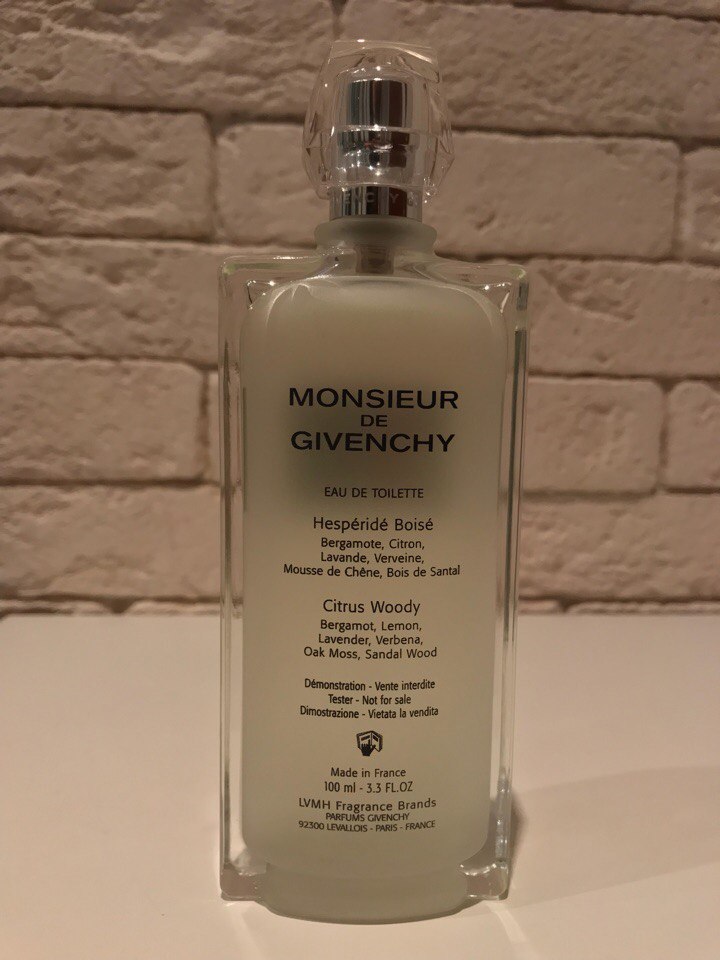 MONSIEUR
DE
GIVENCHY
EAU DE TOILETTE
Hespéridé Boisé
Bergamote, Citron,
Lavande, Verveine,
Mousse de Chêne, Bois de Santal
Citrus Woody
Bergamot, Lemon,
Lavender, Verbena,
Oak Moss, Sandal Wood
Démonstration - Vente interdite
Tester - Not for sale
Dimostrazione - Vietata la vendita
Made in France
100 ml - 3.3 FL.OZ
LVMH Fragrance Brands
PARFUMS GIVENCHY
92300 LEVALLOIS - PARIS - FRANCE